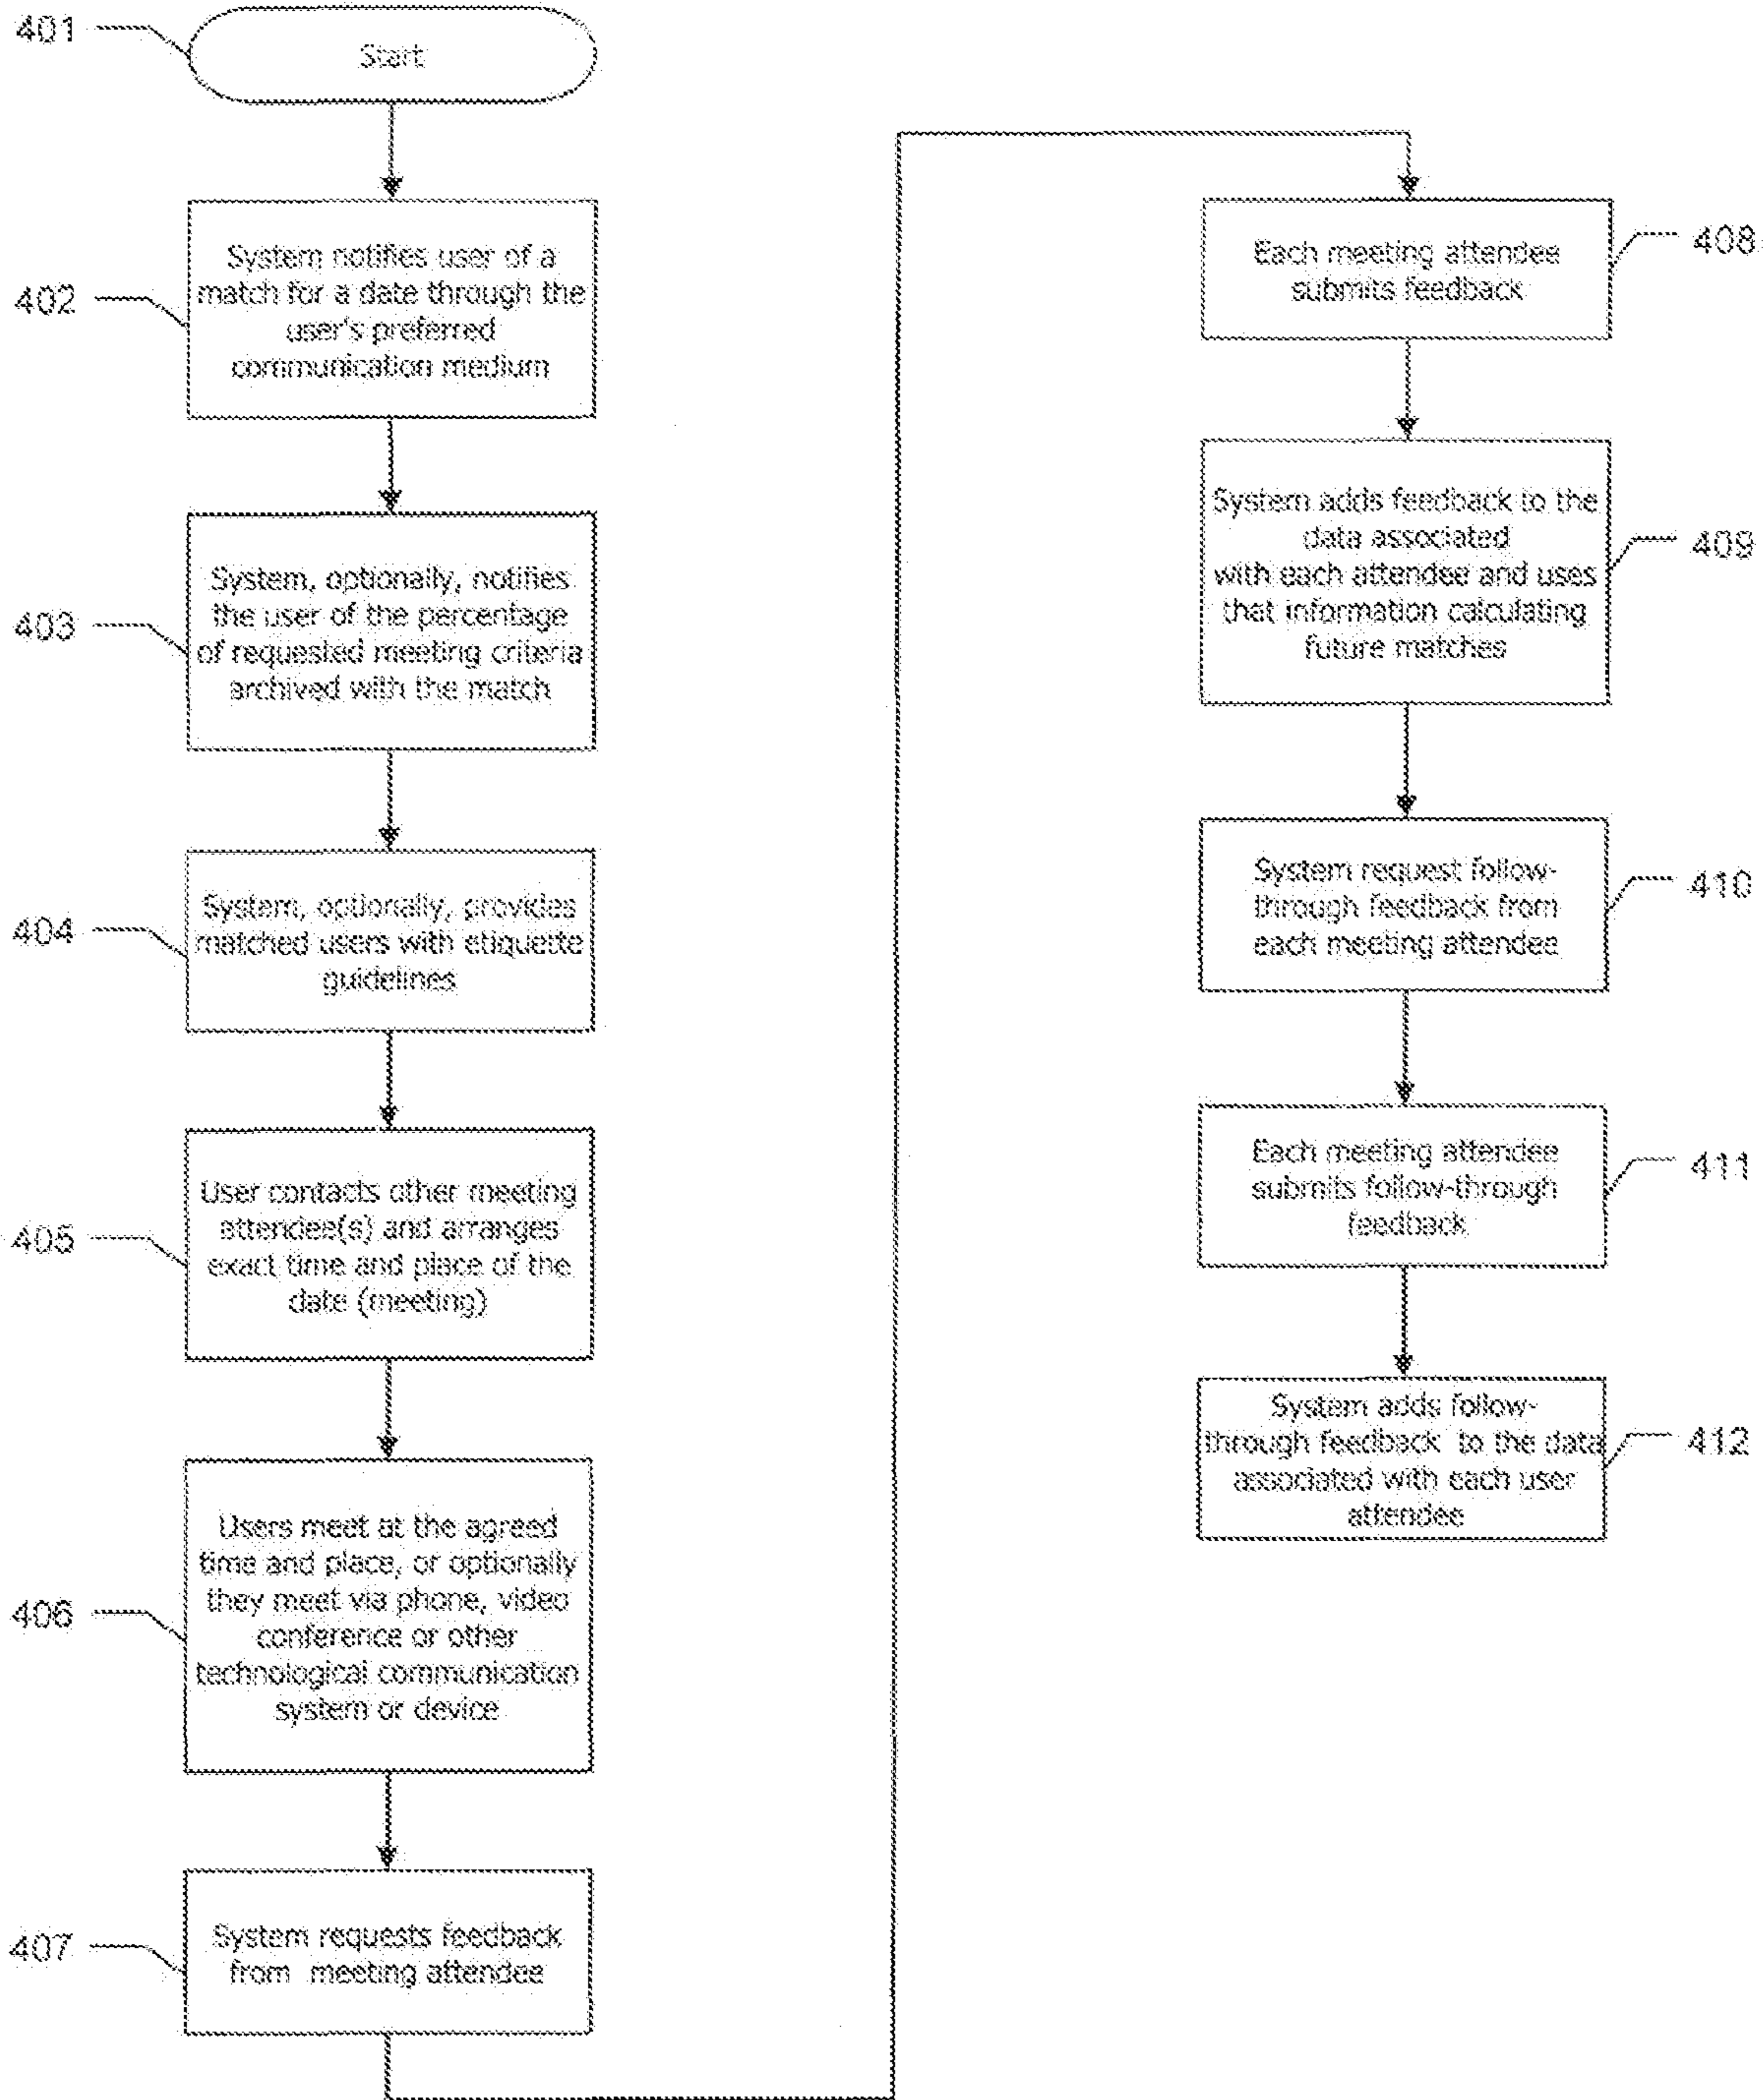 401
Start
402
System notifies user of a
match for a date through the
user's preferred
communication medium
403
System, optionally, notifies
the user of the percentage
of requested meeting criteria
archived with the match
404
System, optionally, provides
matched users with etiquette
guidelines
405
User contacts other meeting
attendee(s) and arranges
exact time and place of the
date (meeting)
406
Users meet at the agreed
time and place, or optionally
they meet via phone, video
conference or other
technological communication
system or device
407
System requests feedback
from meeting attendee
408
Each meeting attendee
submits feedback
409
System adds feedback to the
data associated
with each attendee and uses
that information calculating
future matches
410
System request follow-
through feedback from
each meeting attendee
411
Each meeting attendee
submits follow-through
feedback
412
System adds follow-
through feedback to the data
associated with each user
attendee